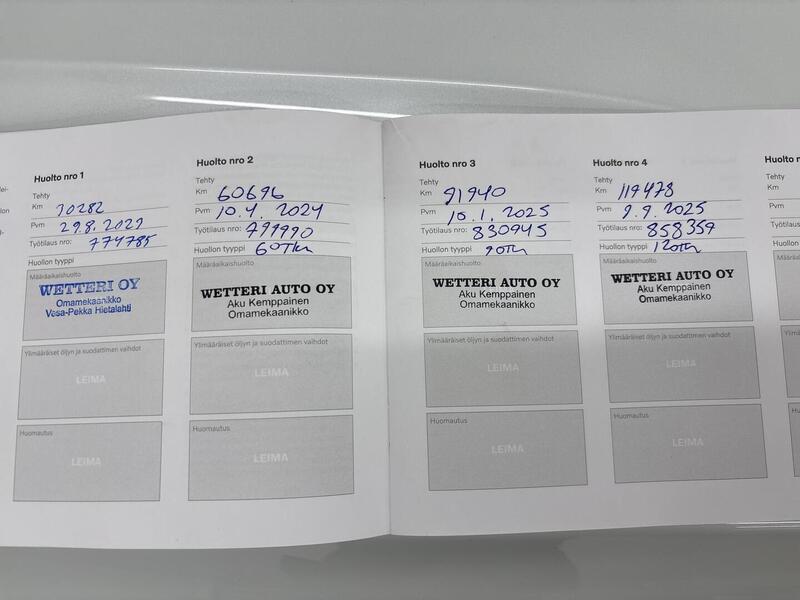 Huolto nro 1
Tehty
Km 30282
Pvm 29.8. 2023
Työtilaus nro: 774785
Huollon tyyppi
Määräaikaishuolto
WETTERI OY
Omamekaanikko
Vesa-Pekka Hietalahti
Ylimääräiset öljyn ja suodattimen vaihdot
LEIMA
Huomautus
LEIMA
Huolto nro 2
Tehty
Km 60696
Pvm 10.4. 2024
Työtilaus nro: 799990
Huollon tyyppi 60Tkm
Määräaikaishuolto
WETTERI AUTO OY
Aku Kemppainen
Omamekaanikko
Ylimääräiset öljyn ja suodattimen vaihdot
LEIMA
Huomautus
LEIMA
Huolto nro 3
Tehty
Km 91940
Pvm 10.1. 2025
Työtilaus nro: 830945
Huollon tyyppi 90tkm
Määräaikaishuolto
WETTERI AUTO OY
Aku Kemppainen
Omamekaanikko
Ylimääräiset öljyn ja suodattimen vaihdot
LEIMA
Huomautus
LEIMA
Huolto nro 4
Tehty
Km 119478
Pvm 9.9. 2025
Työtilaus nro: 858359
Huollon tyyppi 120tkm
Määräaikaishuolto
WETTERI AUTO OY
Aku Kemppainen
Omamekaanikko
Ylimääräiset öljyn ja suodattimen vaihdot
LEIMA
Huomautus
LEIMA